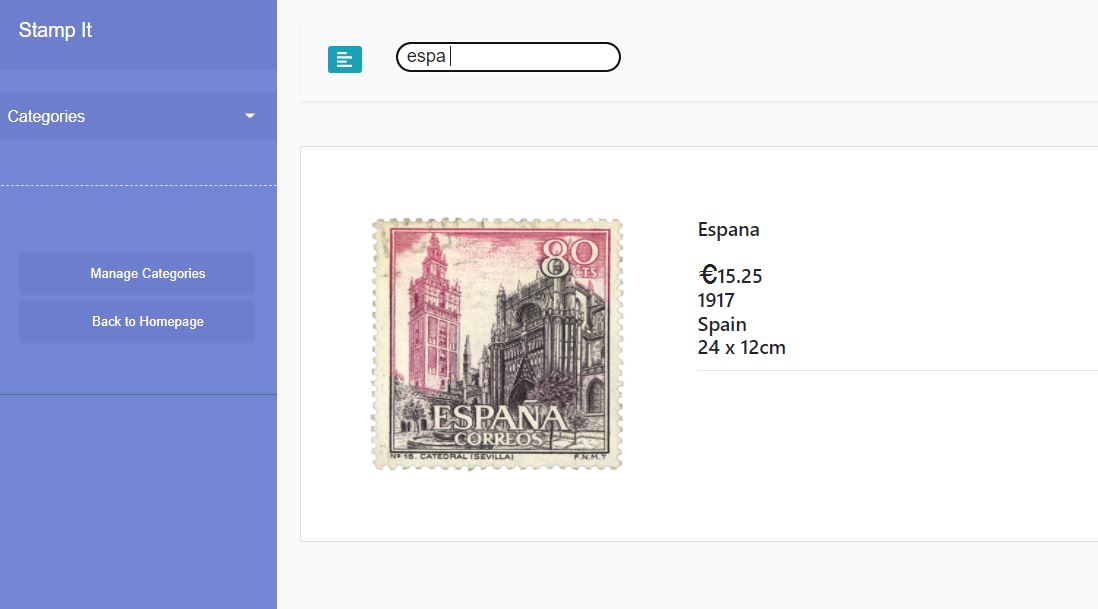 Stamp It
Categories
Manage Categories
Back to Homepage
espa
80
CTS
ESPAÑA
CORREOS
Nº 15. CATEDRAL (SEVILLA)
F.N.M.T
Espana
€15.25
1917
Spain
24 x 12cm